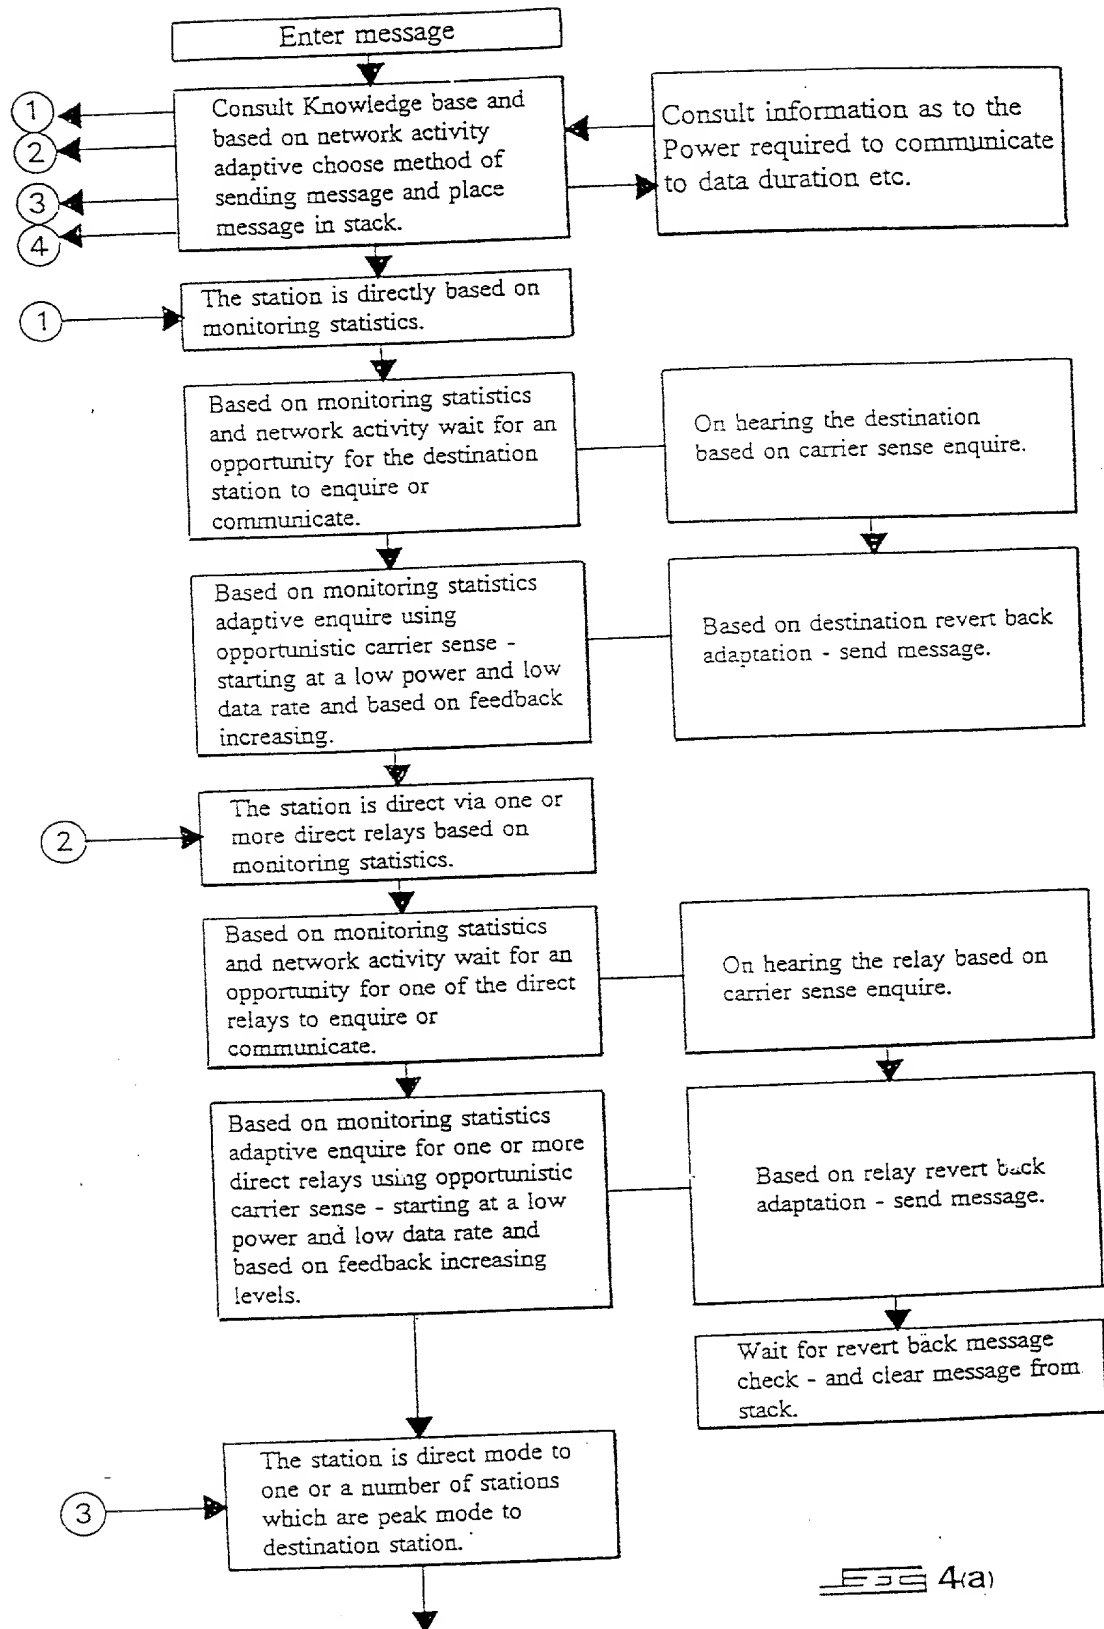 Enter message
1
2
3
4
Consult Knowledge base and
based on network activity
adaptive choose method of
sending message and place
message in stack.
Consult information as to the
Power required to communicate
to data duration etc.
1
The station is directly based on
monitoring statistics.
Based on monitoring statistics
and network activity wait for an
opportunity for the destination
station to enquire or
communicate.
On hearing the destination
based on carrier sense enquire.
Based on monitoring statistics
adaptive enquire using
opportunistic carrier sense -
starting at a low power and low
data rate and based on feedback
increasing.
Based on destination revert back
adaptation - send message.
2
The station is direct via one or
more direct relays based on
monitoring statistics.
Based on monitoring statistics
and network activity wait for an
opportunity for one of the direct
relays to enquire or
communicate.
On hearing the relay based on
carrier sense enquire.
Based on monitoring statistics
adaptive enquire for one or more
direct relays using opportunistic
carrier sense - starting at a low
power and low data rate and
based on feedback increasing
levels.
Based on relay revert back
adaptation - send message.
Wait for revert back message
check - and clear message from
stack.
3
The station is direct mode to
one or a number of stations
which are peak mode to
destination station.
FIG 4(a)